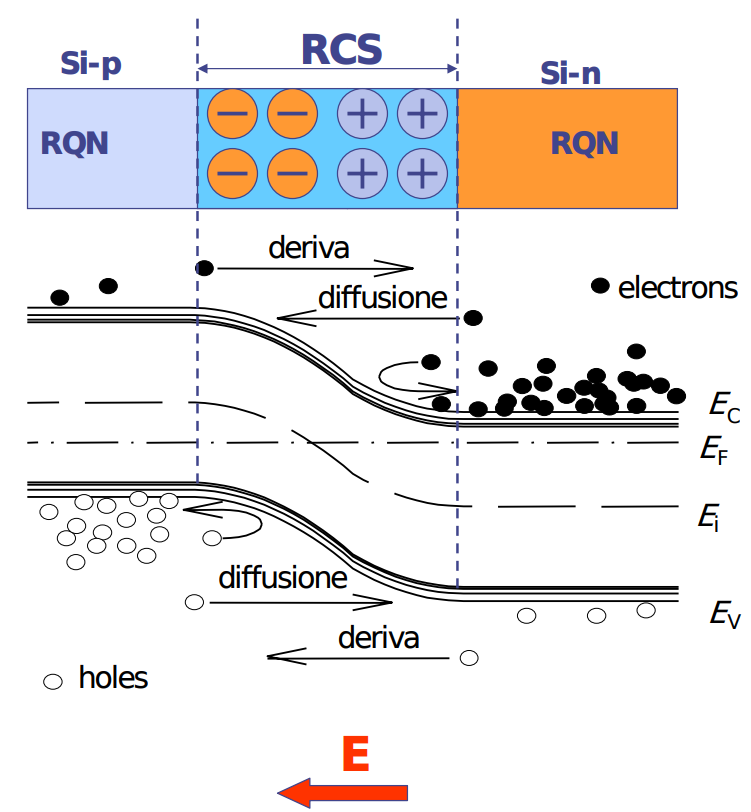 RCS
Si-p
Si-n
RQN
RQN
− − + +
− − + +
deriva
diffusione
electrons
E_C
E_F
E_i
diffusione
E_V
deriva
holes
E